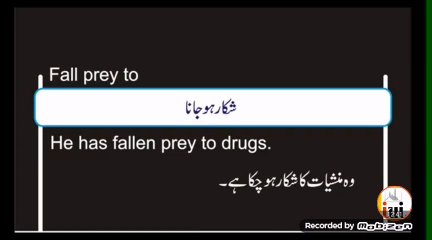 Fall prey to
شکار ہو جانا
He has fallen prey to drugs.
وہ منشیات کا شکار ہو چکا ہے۔
Recorded by MobiZen